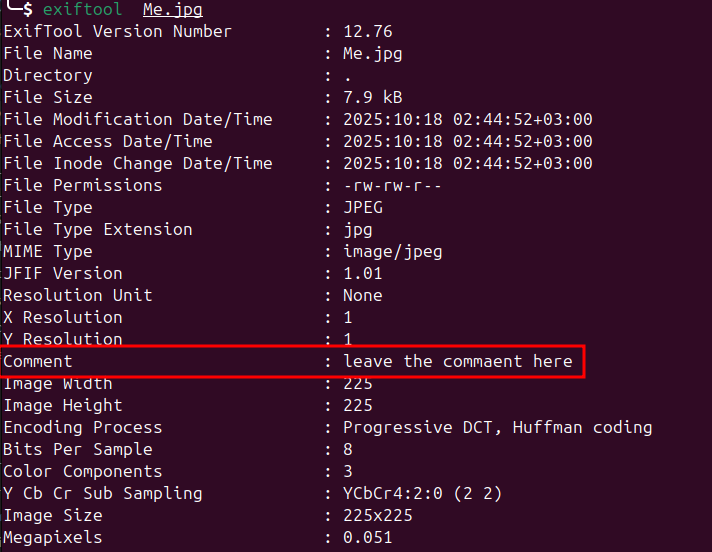 $ exiftool Me.jpg
ExifTool Version Number : 12.76
File Name : Me.jpg
Directory : .
File Size : 7.9 kB
File Modification Date/Time : 2025:10:18 02:44:52+03:00
File Access Date/Time : 2025:10:18 02:44:52+03:00
File Inode Change Date/Time : 2025:10:18 02:44:52+03:00
File Permissions : -rw-rw-r--
File Type : JPEG
File Type Extension : jpg
MIME Type : image/jpeg
JFIF Version : 1.01
Resolution Unit : None
X Resolution : 1
Y Resolution : 1
Comment : leave the commaent here
Image Width : 225
Image Height : 225
Encoding Process : Progressive DCT, Huffman coding
Bits Per Sample : 8
Color Components : 3
Y Cb Cr Sub Sampling : YCbCr4:2:0 (2 2)
Image Size : 225x225
Megapixels : 0.051